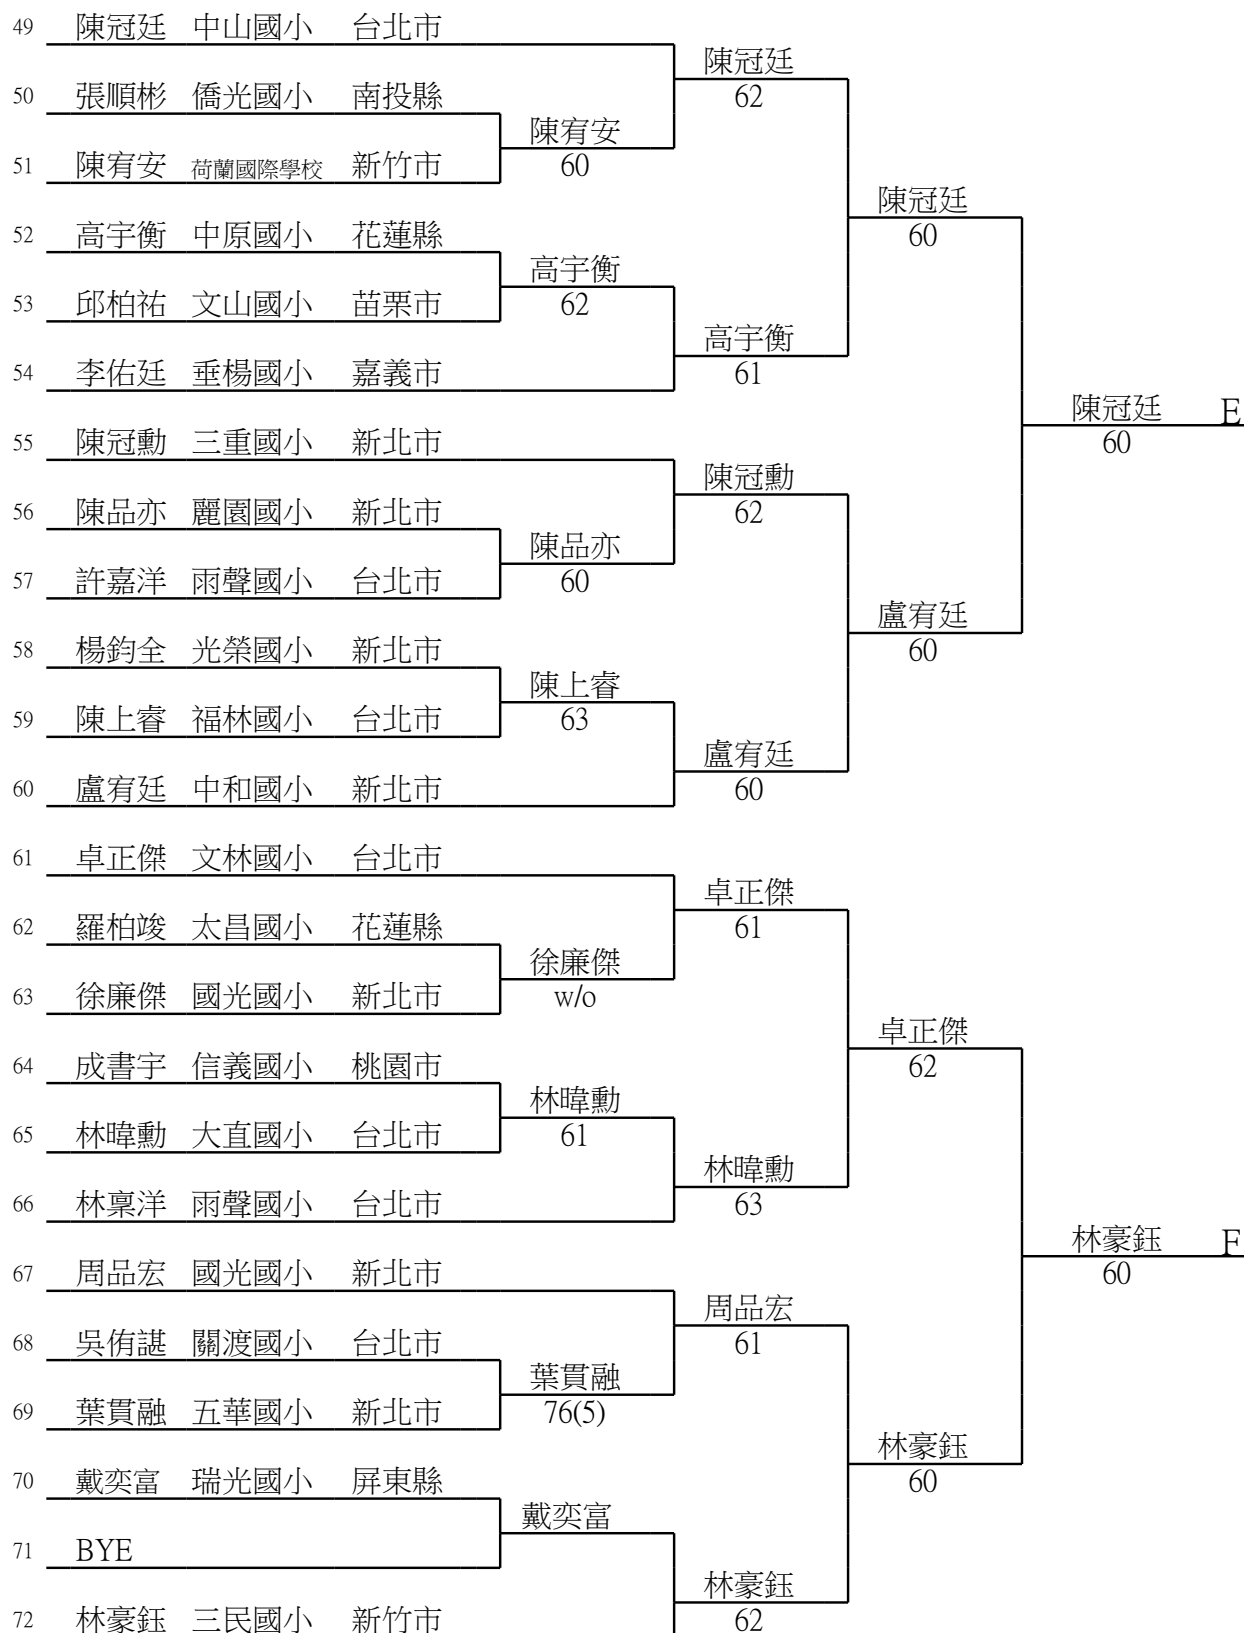 49 陳冠廷 中山國小 台北市
陳冠廷
62
50 張順彬 僑光國小 南投縣
陳宥安
60
51 陳宥安 荷蘭國際學校 新竹市
陳冠廷
60
52 高宇衡 中原國小 花蓮縣
高宇衡
62
53 邱柏祐 文山國小 苗栗市
高宇衡
61
54 李佑廷 垂楊國小 嘉義市
陳冠廷 E
60
55 陳冠勳 三重國小 新北市
陳冠勳
62
56 陳品亦 麗園國小 新北市
陳品亦
60
57 許嘉洋 雨聲國小 台北市
盧宥廷
60
58 楊鈞全 光榮國小 新北市
陳上睿
63
59 陳上睿 福林國小 台北市
盧宥廷
60
60 盧宥廷 中和國小 新北市
61 卓正傑 文林國小 台北市
卓正傑
61
62 羅柏竣 太昌國小 花蓮縣
徐廉傑
w/o
63 徐廉傑 國光國小 新北市
卓正傑
62
64 成書宇 信義國小 桃園市
林暐勳
61
65 林暐勳 大直國小 台北市
林暐勳
63
66 林稟洋 雨聲國小 台北市
林豪鈺 F
60
67 周品宏 國光國小 新北市
周品宏
61
68 吳侑諶 關渡國小 台北市
葉貫融
76(5)
69 葉貫融 五華國小 新北市
林豪鈺
60
70 戴奕富 瑞光國小 屏東縣
戴奕富
71 BYE
林豪鈺
62
72 林豪鈺 三民國小 新竹市